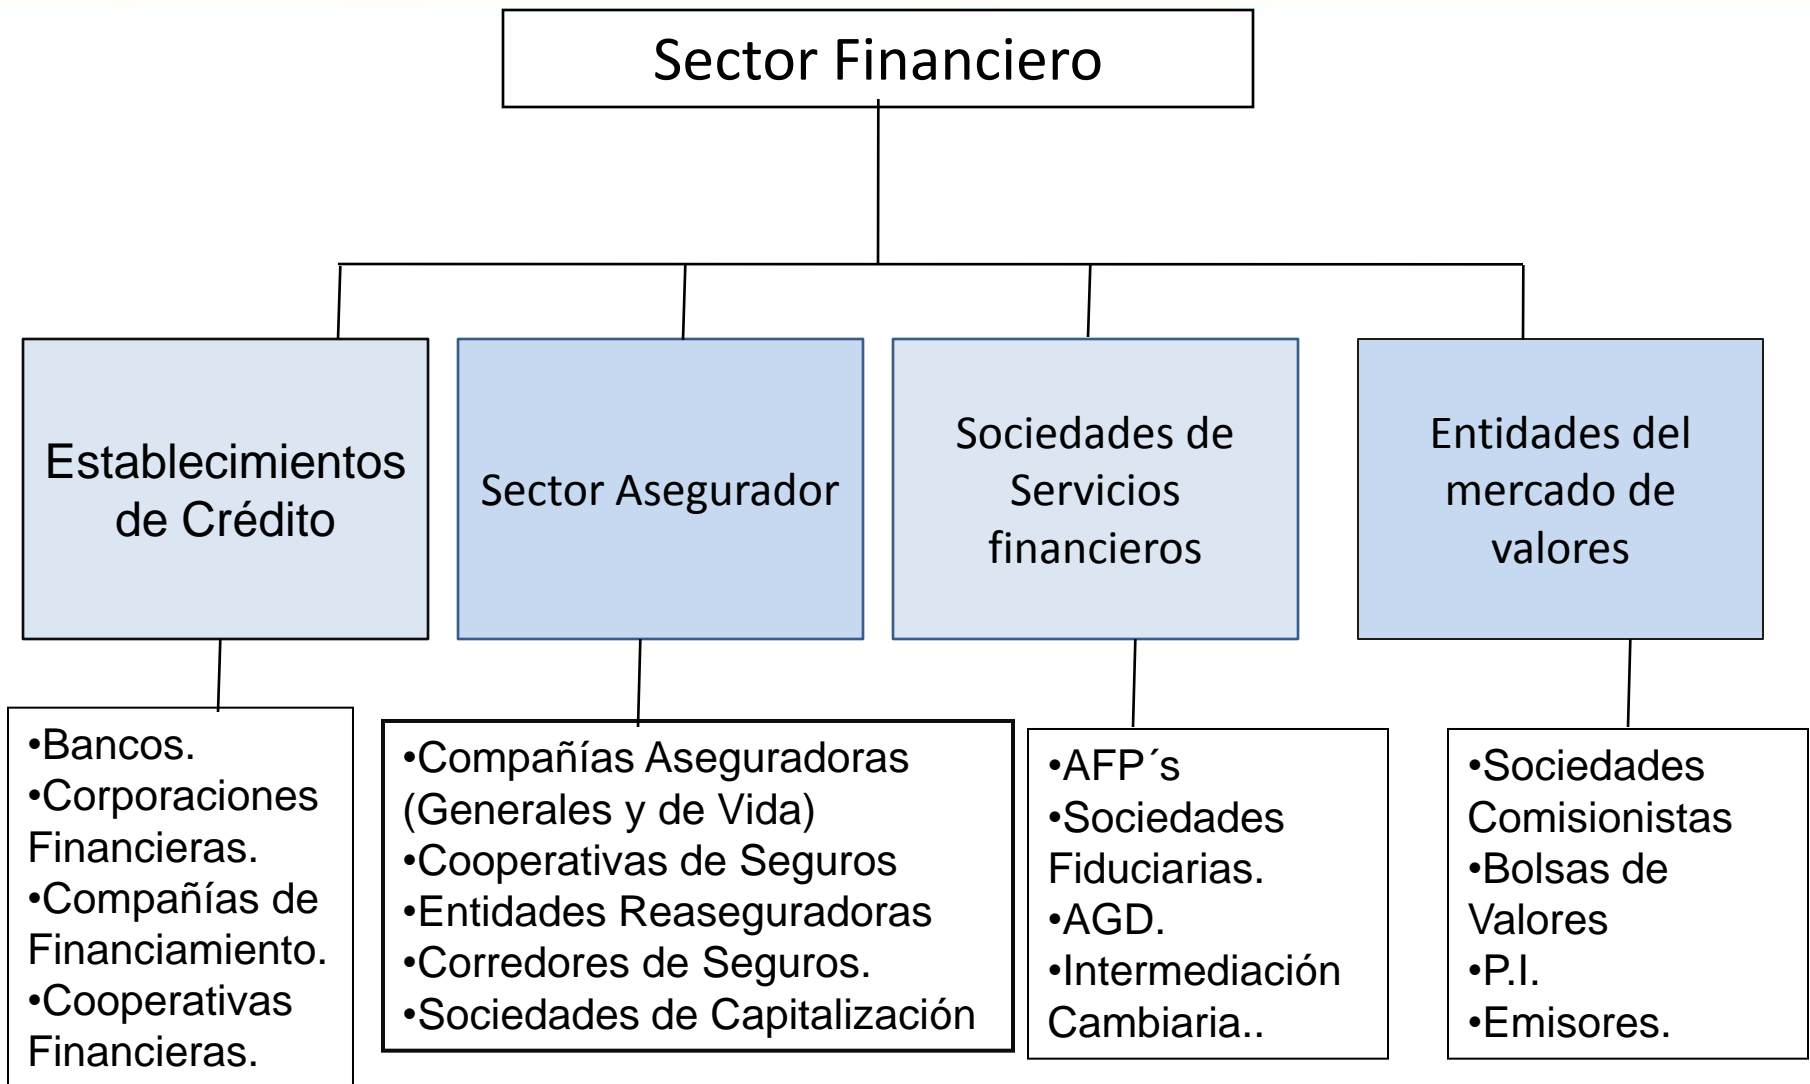 Sector Financiero
Establecimientos
de Crédito
Sector Asegurador
Sociedades de
Servicios
financieros
Entidades del
mercado de
valores
•Bancos.
•Corporaciones
Financieras.
•Compañías de
Financiamiento.
•Cooperativas
Financieras.
•Compañías Aseguradoras
(Generales y de Vida)
•Cooperativas de Seguros
•Entidades Reaseguradoras
•Corredores de Seguros.
•Sociedades de Capitalización
•AFP´s
•Sociedades
Fiduciarias.
•AGD.
•Intermediación
Cambiaria..
•Sociedades
Comisionistas
•Bolsas de
Valores
•P.I.
•Emisores.